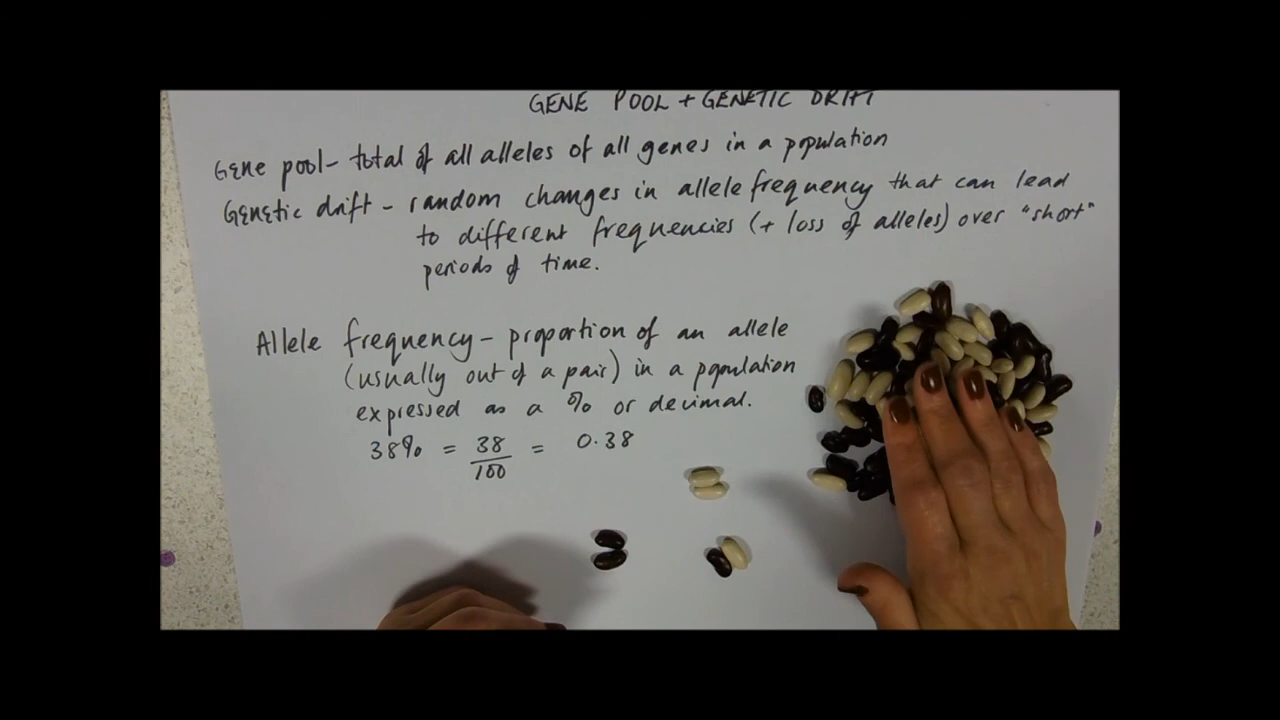 GENE POOL + GENETIC DRIFT
Gene pool - total of all alleles of all genes in a population
Genetic drift - random changes in allele frequency that can lead
to different frequencies (+ loss of alleles) over "short"
periods of time.
Allele frequency - proportion of an allele
(usually out of a pair) in a population
expressed as a % or decimal.
38% = 38/100 = 0.38